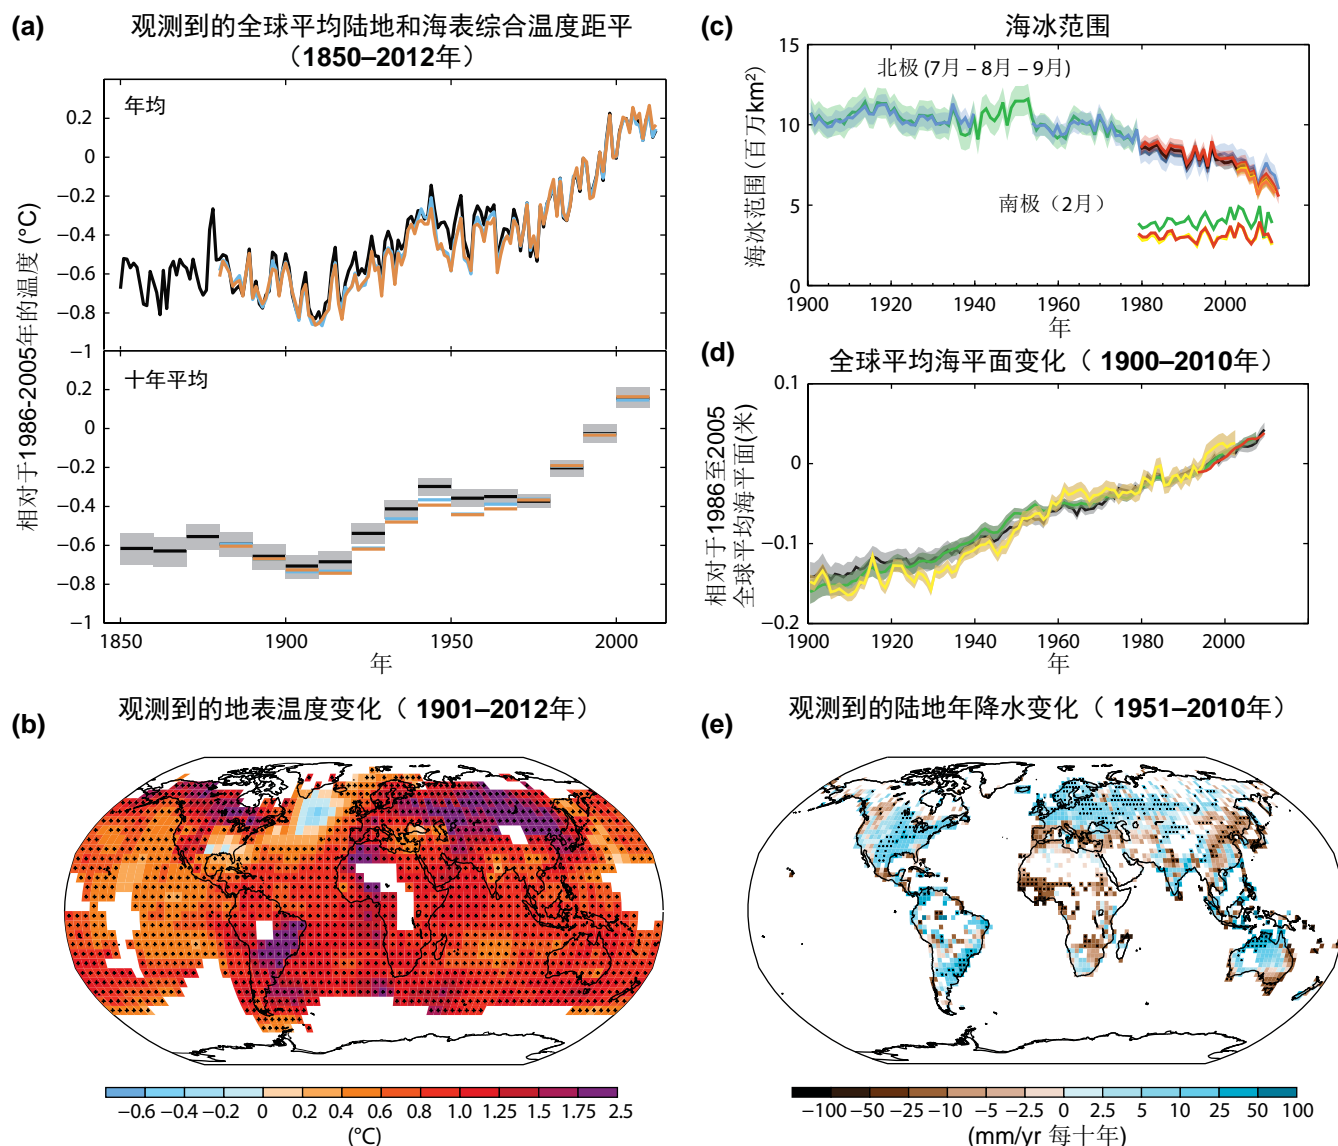 (a)
观测到的全球平均陆地和海表综合温度距平
（1850–2012年）
年均
0.2
0
−0.2
−0.4
−0.6
−0.8
−1
十年平均
0.2
0
−0.2
−0.4
−0.6
−0.8
−1
1850 1900 1950 2000
年
相对于1986-2005年的温度 (°C)
(c)
海冰范围
北极 (7月 – 8月 – 9月)
南极（2月）
15
10
5
0
1900 1920 1940 1960 1980 2000
年
海冰范围 (百万km²)
(d)
全球平均海平面变化（ 1900–2010年）
0.1
0
−0.1
−0.2
1900 1920 1940 1960 1980 2000
年
相对于1986至2005
全球平均海平面(米)
(b)
观测到的地表温度变化（ 1901–2012年）
−0.6 −0.4 −0.2 0 0.2 0.4 0.6 0.8 1.0 1.25 1.5 1.75 2.5
(°C)
(e)
观测到的陆地年降水变化（ 1951–2010年）
−100 −50 −25 −10 −5 −2.5 0 2.5 5 10 25 50 100
(mm/yr 每十年)